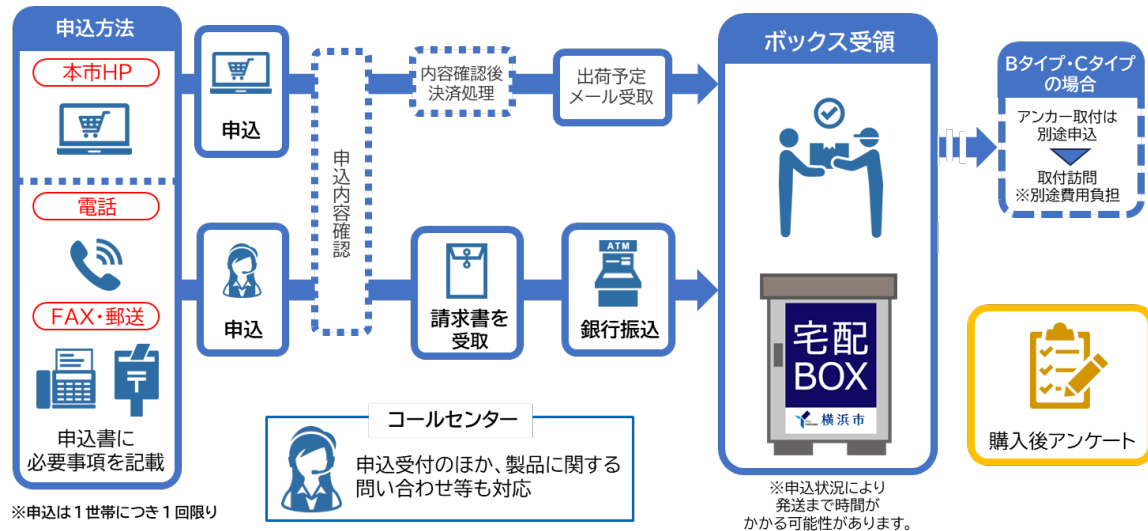 申込方法
本市HP
電話
FAX・郵送
申込書に
必要事項を記載
※申込は1世帯につき1回限り
申込
申込
申込内容確認
内容確認後
決済処理
出荷予定
メール受取
請求書を
受取
ATM
銀行振込
コールセンター
申込受付のほか、製品に関する
問い合わせ等も対応
ボックス受領
宅配
BOX
横浜市
※申込状況により
発送まで時間が
かかる可能性があります。
Bタイプ・Cタイプ
の場合
アンカー取付は
別途申込
取付訪問
※別途費用負担
購入後アンケート